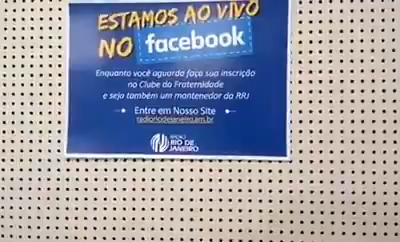 ESTAMOS AO VIVO
NO facebook
Enquanto você aguarda faça sua inscrição
no Clube da Fraternidade
e seja também um mantenedor da RRJ
Entre em Nosso Site
radioriodejaneiro.am.br
RÁDIO
RIO DE
JANEIRO